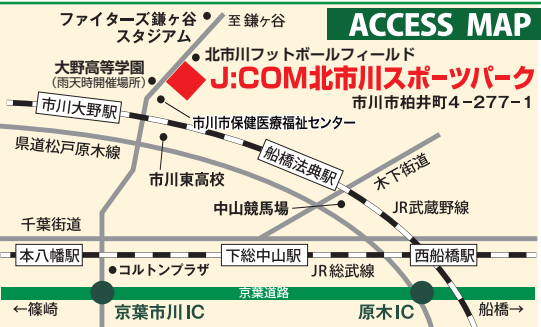 ACCESS MAP
ファイターズ鎌ヶ谷
スタジアム
至 鎌ヶ谷
北市川フットボールフィールド
大野高等学園
(雨天時開催場所)
J:COM北市川スポーツパーク
市川市柏井町4-277-1
市川大野駅
市川市保健医療福祉センター
県道松戸原木線
市川東高校
船橋法典駅
木下街道
中山競馬場
JR武蔵野線
千葉街道
本八幡駅
下総中山駅
西船橋駅
コルトンプラザ
JR総武線
京葉道路
←篠崎
京葉市川IC
原木IC
船橋→